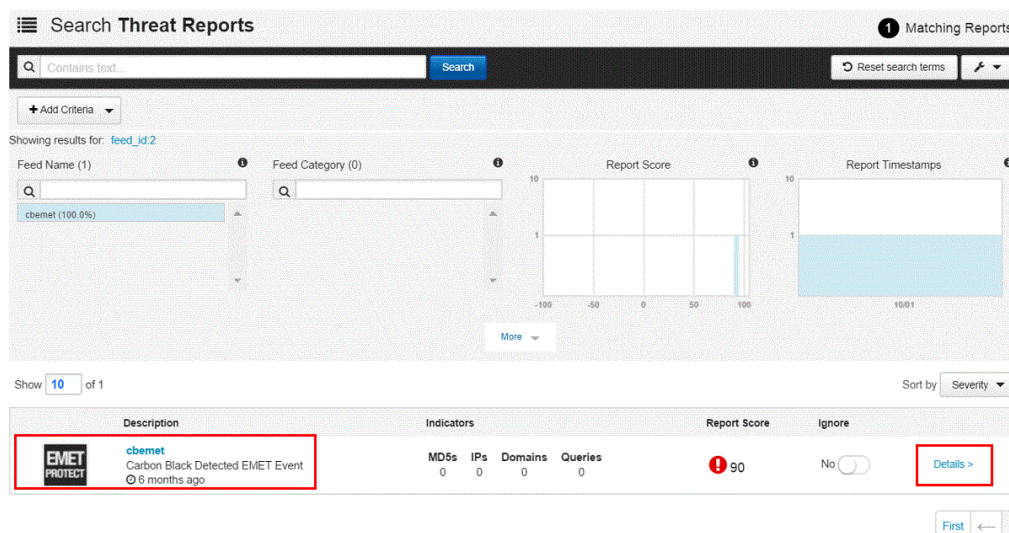 Search Threat Reports
1 Matching Reports
Contains text...
Search
Reset search terms
+ Add Criteria
Showing results for: feed_id:2
Feed Name (1)
Feed Category (0)
Report Score
Report Timestamps
cbemet (100.0%)
10
1
-100 -50 0 50 100
10
1
10/01
More
Show 10 of 1
Sort by Severity
Description Indicators Report Score Ignore
EMET
PROTECT
cbemet
Carbon Black Detected EMET Event
6 months ago
MD5s IPs Domains Queries
0 0 0 0
90
No
Details >
First ←